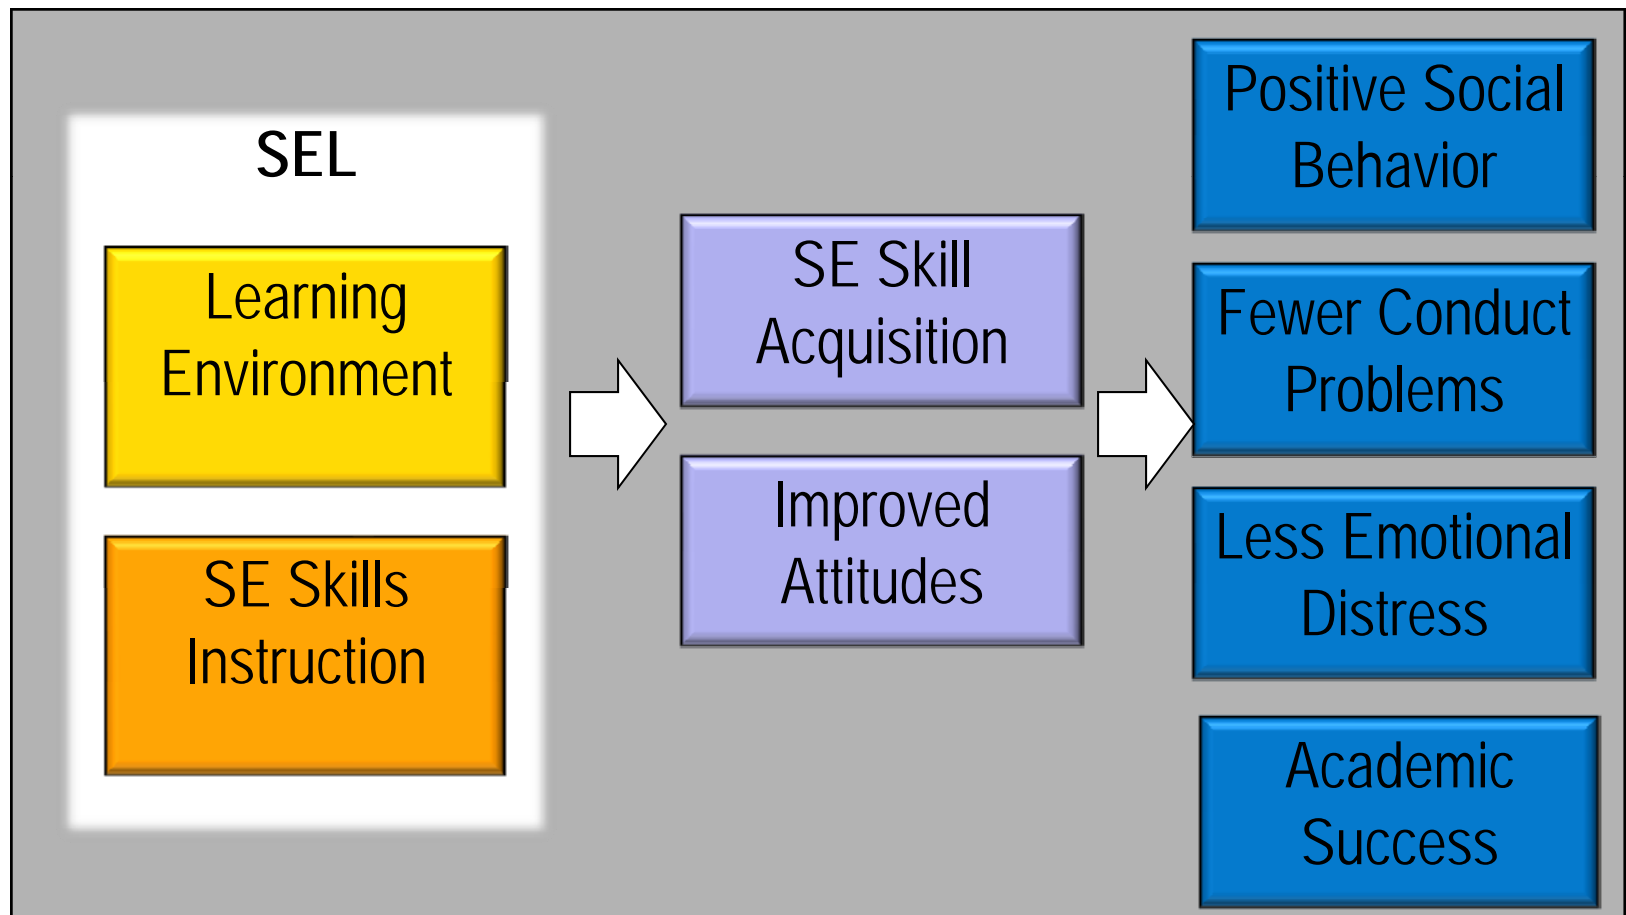 SEL
Learning
Environment
SE Skills
Instruction
SE Skill
Acquisition
Improved
Attitudes
Positive Social
Behavior
Fewer Conduct
Problems
Less Emotional
Distress
Academic
Success